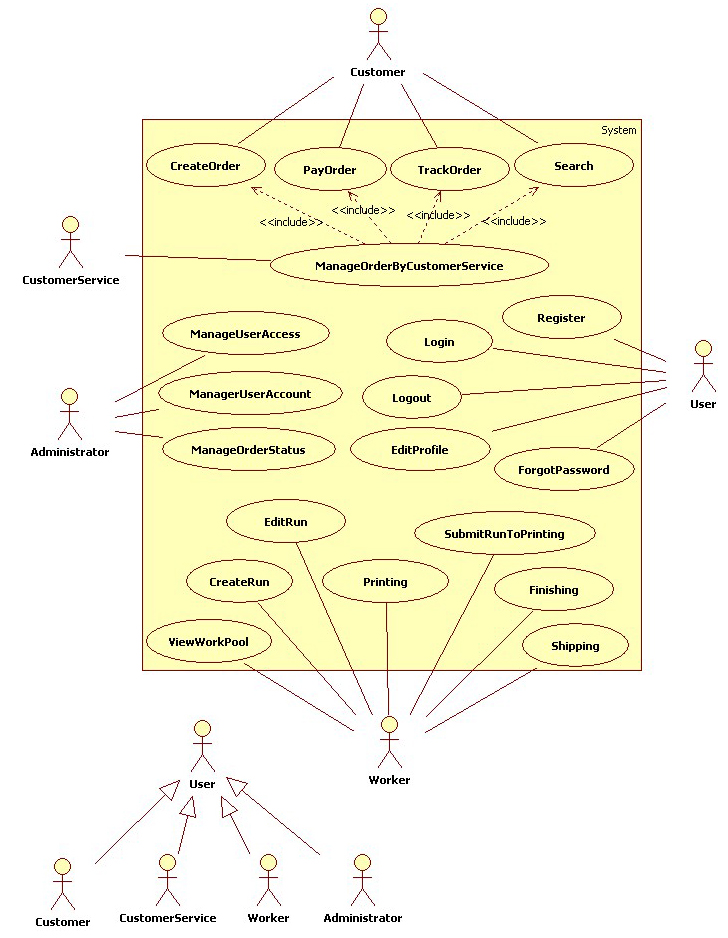 Customer
System
CreateOrder
PayOrder
TrackOrder
Search
<<include>>
<<include>>
<<include>>
<<include>>
CustomerService
ManageOrderByCustomerService
ManageUserAccess
Login
Register
ManagerUserAccount
Logout
User
Administrator
ManageOrderStatus
EditProfile
ForgotPassword
EditRun
SubmitRunToPrinting
CreateRun
Printing
Finishing
ViewWorkPool
Shipping
Worker
User
Customer
CustomerService
Worker
Administrator